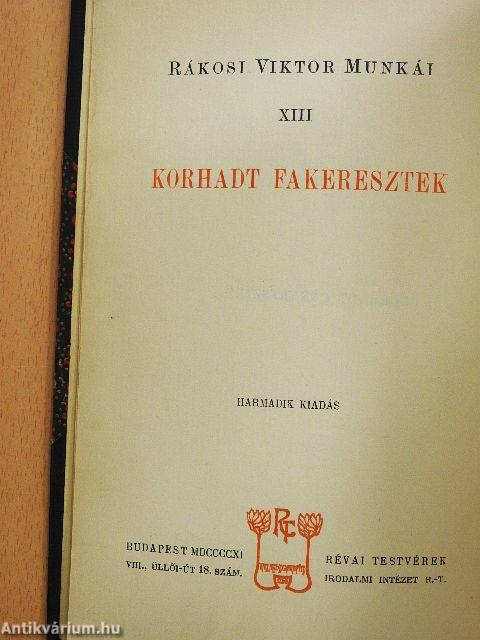 RÁKOSI VIKTOR MUNKÁI
XIII
KORHADT FAKERESZTEK
HARMADIK KIADÁS
BUDAPEST MDCCCCXI
VIII., ÜLLŐI-ÚT 18. SZÁM.
RÉVAI TESTVÉREK
IRODALMI INTÉZET R.-T.
Antikvárium.hu